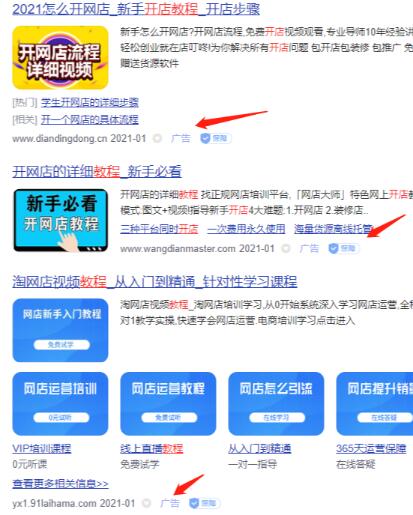 2021怎么开网店_新手开店教程_开店步骤
开网店流程
详细视频
新手怎么开网店?开网店流程,免费开店视频观看,专业导师10年经验讲
轻松创业就在店叮咚!为你解决所有开店问题 包开店包装修 包推广 免
赠送货源软件
[热门] 学生开网店的详细步骤
[相关] 开一个网店的具体流程
www.diandingdong.cn 2021-01 广告 保障
开网店的详细教程_新手必看
新手必看
开网店教程
开网店的详细教程 找正规网店培训平台,「网店大师」特色网上开店教
模式:图文+视频!指导新手开店4大难题:1.开网店 2.装修店..
三种平台同时开店 一次费用永久使用 海量货源离线托管
www.wangdianmaster.com 2021-01 广告 保障
淘网店视频教程_从入门到精通_针对性学习课程
网店新手入门教程
免费试学
淘网店视频教程_淘网店培训学习,从0开始系统深入学习网店运营,全程
对1教学实操,快速学会网店运营.电商培训学习点击进入
网店运营培训
0元试听
网店运营教程
免费试听
网店怎么引流
在线学习
网店提升销
在线答疑
VIP培训课程 线上直播教程 从入门到精通 365天运营保障
0元听课 免费试学 一对一指导 在线答疑
查看更多相关信息>>
yx1.91laihama.com 2021-01 广告 保障